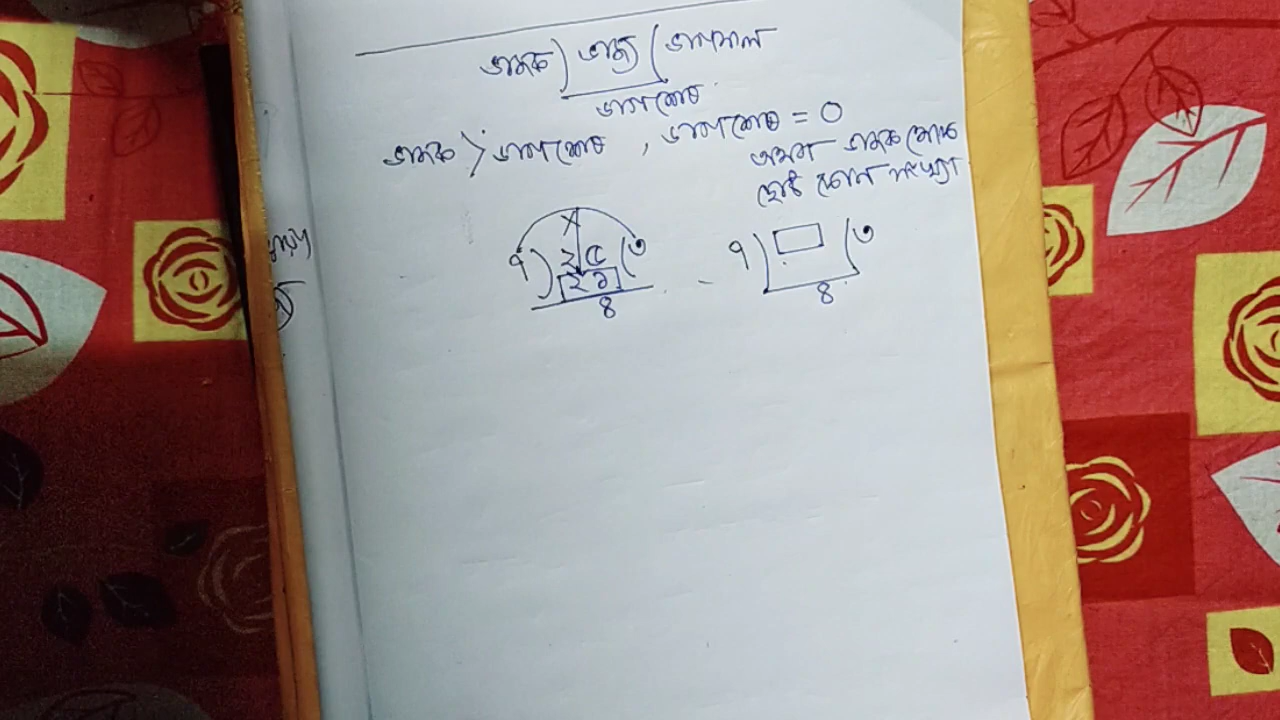 ভাজক ) ভাজ্য ( ভাগফল
ভাগশেষ
ভাজক > ভাগশেষ , ভাগশেষ = 0
অথবা ভাজক থেকে
ছোট কোন সংখ্যা
×
৭ ) ২৫ ( ৩
২১
৪
৭ ) ( ৩
৪